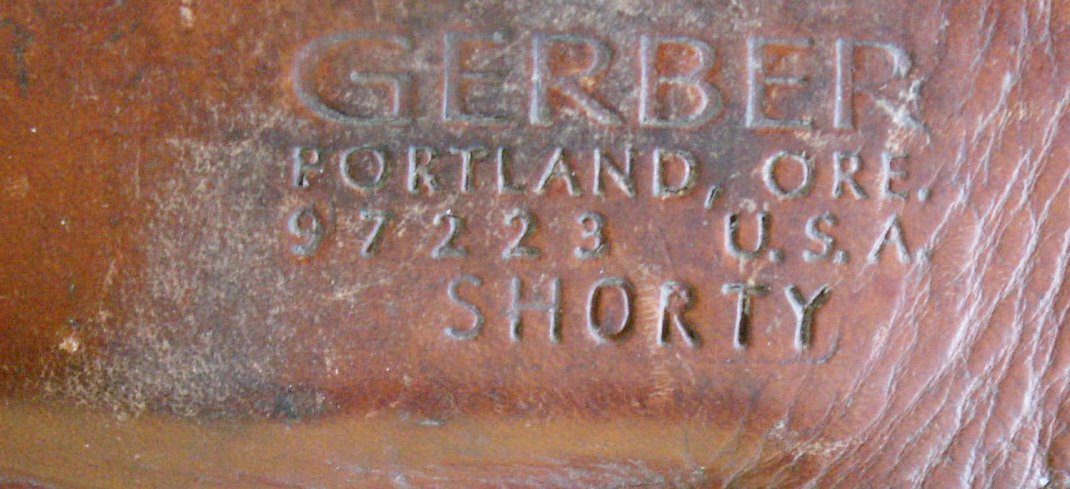 GERBER
PORTLAND, ORE.
97223 U.S.A.
SHORTY